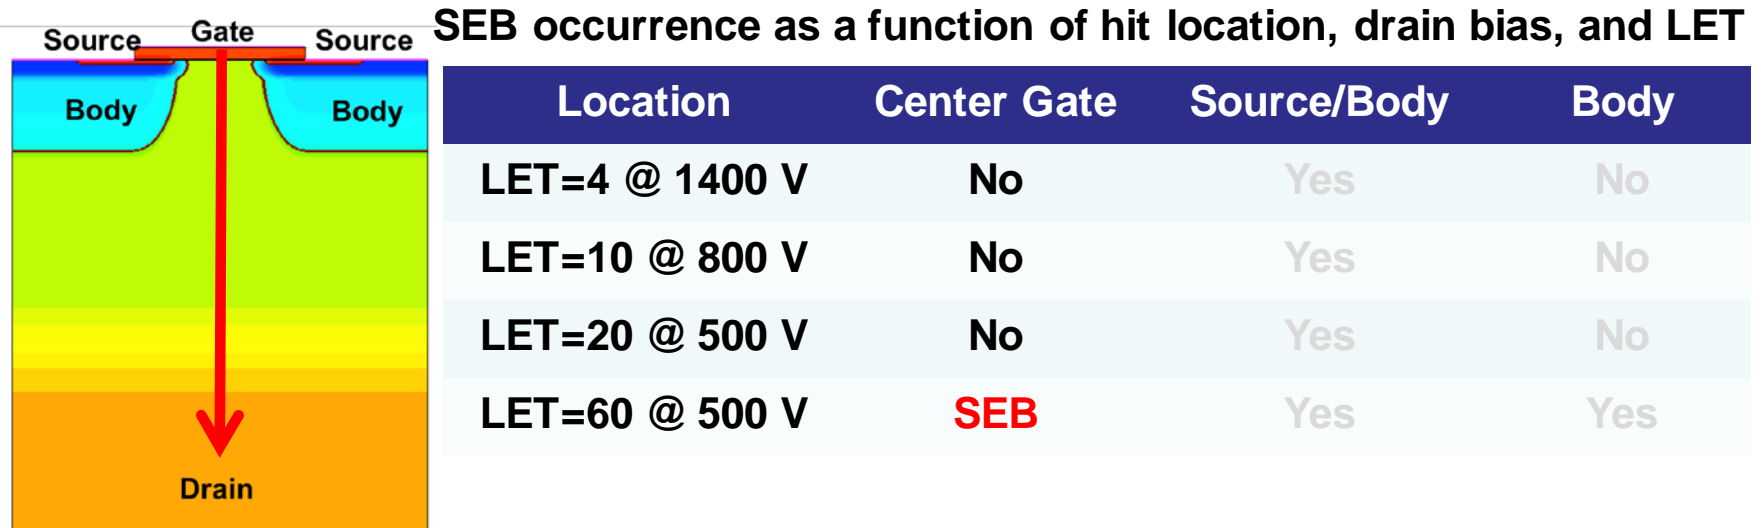 SEB occurrence as a function of hit location, drain bias, and LET
Source Gate Source
Body Body
Drain
Location Center Gate Source/Body Body
LET=4 @ 1400 V No Yes No
LET=10 @ 800 V No Yes No
LET=20 @ 500 V No Yes No
LET=60 @ 500 V SEB Yes Yes